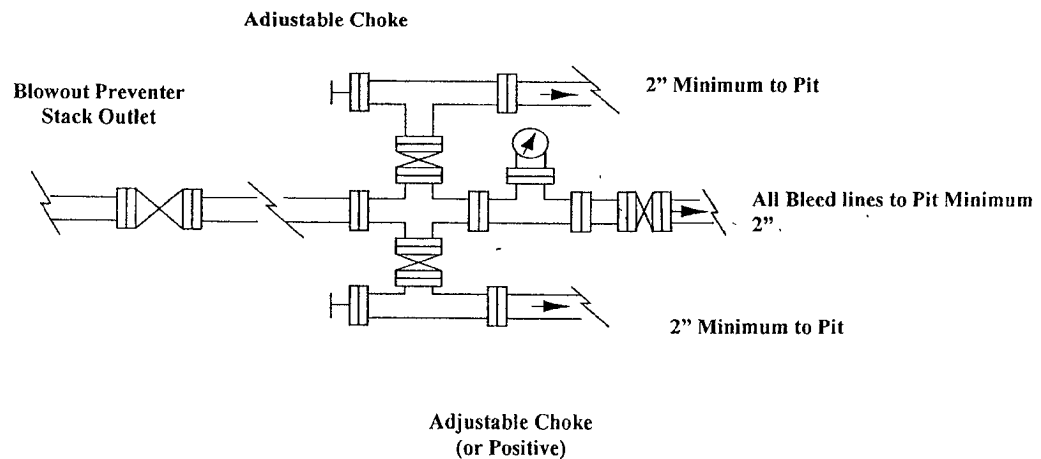 Adjustable Choke
Blowout Preventer
Stack Outlet
2” Minimum to Pit
All Bleed lines to Pit Minimum
2”
2” Minimum to Pit
Adjustable Choke
(or Positive)